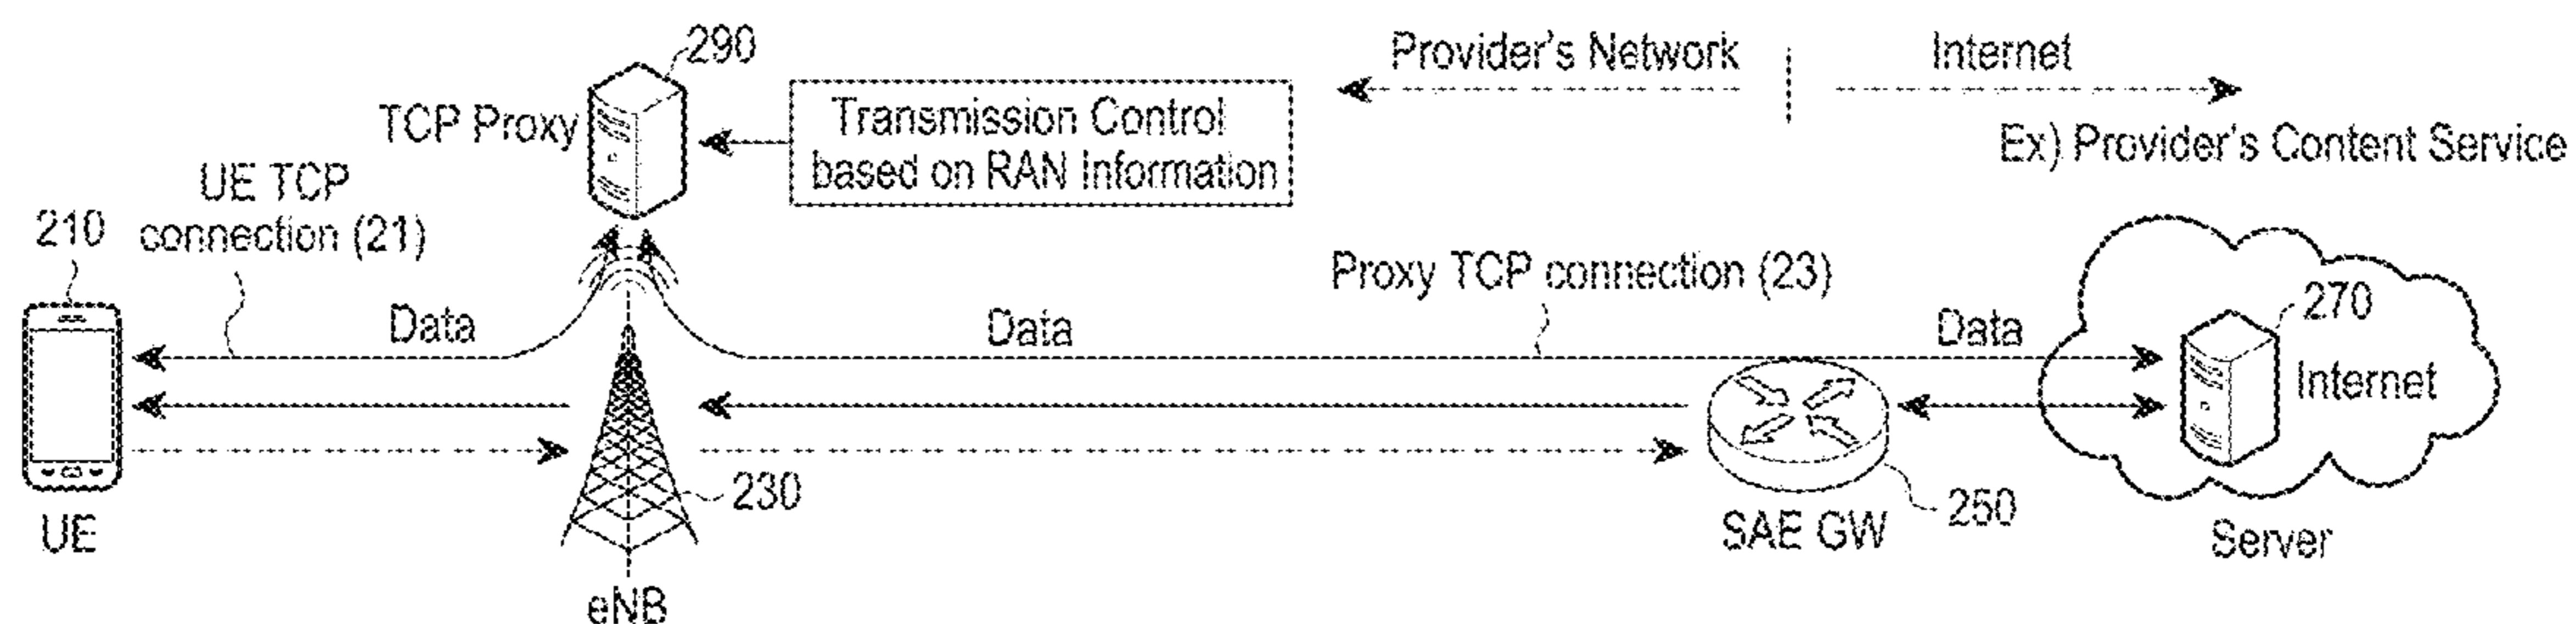 290
Provider's Network
Internet
TCP Proxy
Transmission Control
based on RAN Information
Ex) Provider's Content Service
UE TCP
connection (21)
210
Proxy TCP connection (23)
270
Data
Data
Data
Internet
230
250
UE
SAE GW
Server
eNB